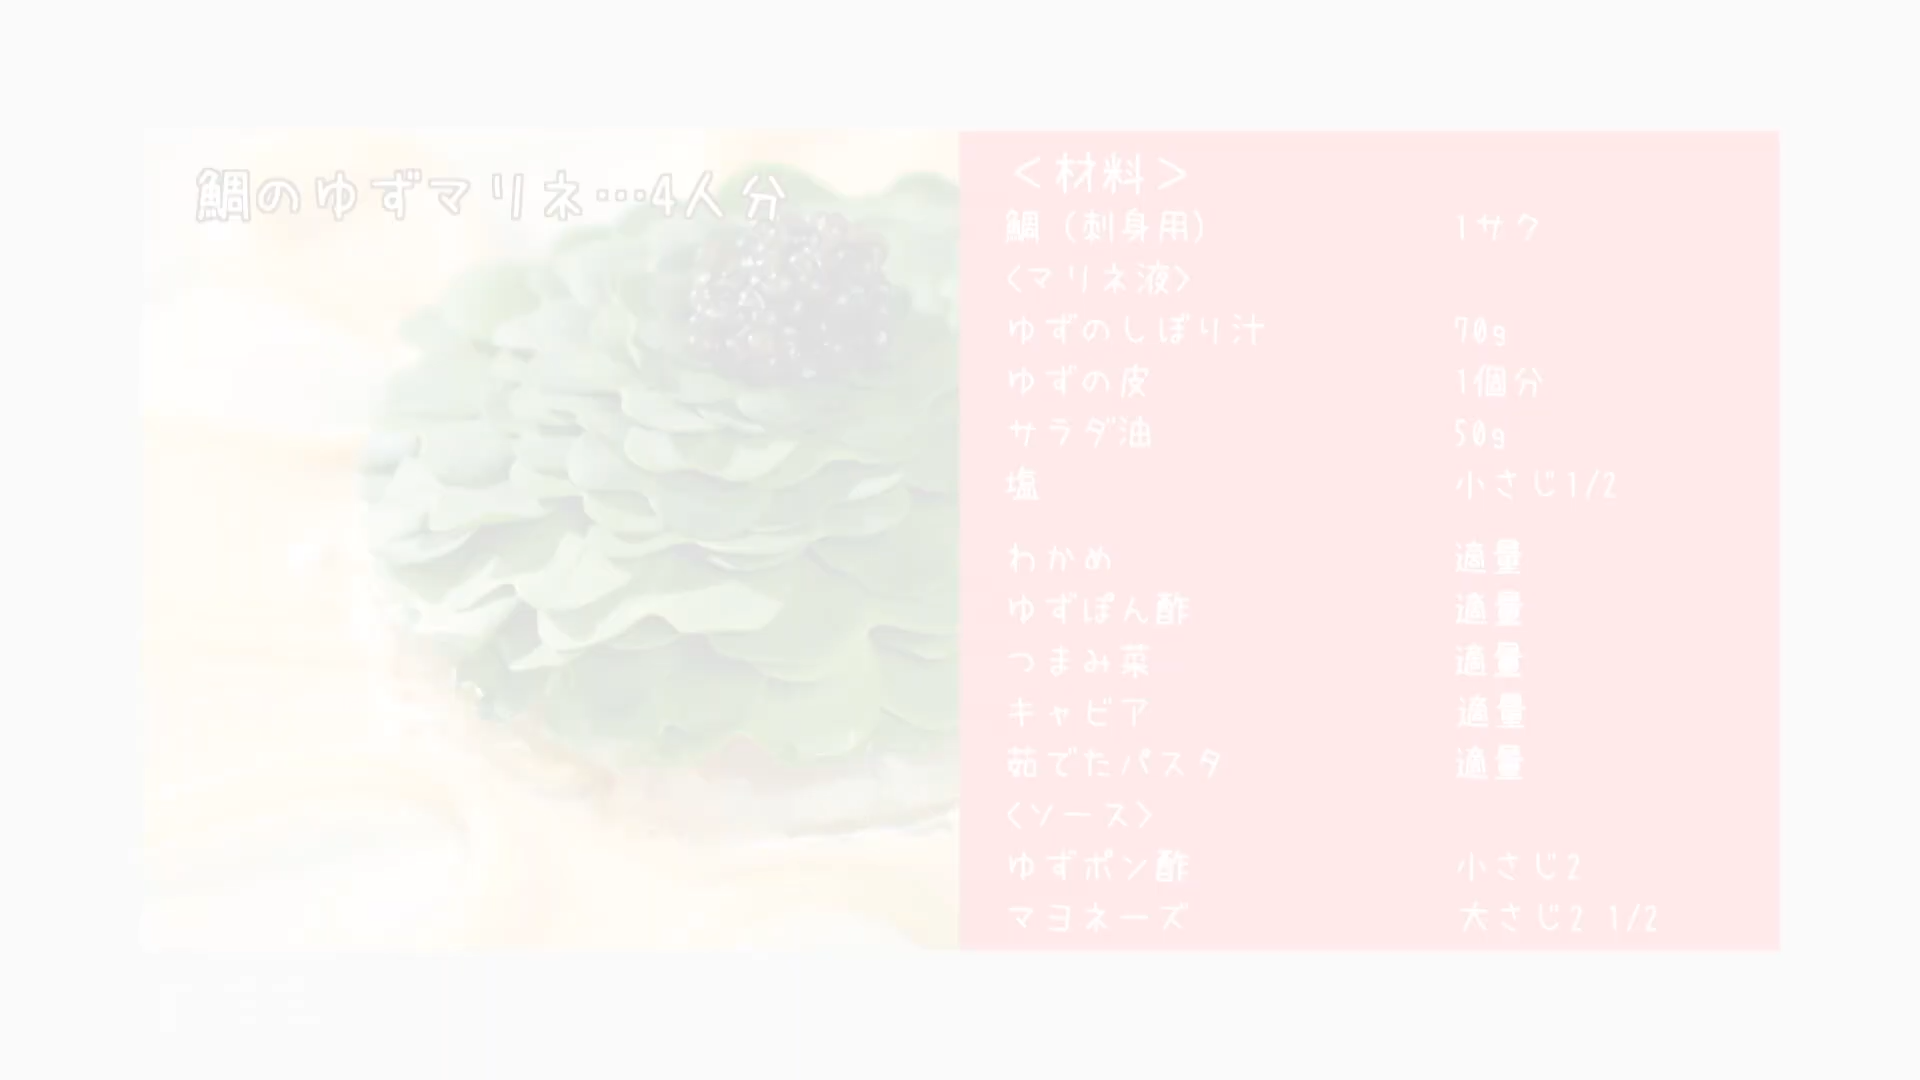 鯛のゆずマリネ…4人分
＜材料＞
鯛（刺身用） 1サク
〈マリネ液〉
ゆずのしぼり汁 70g
ゆずの皮 1個分
サラダ油 50g
塩 小さじ1/2
わかめ 適量
ゆずぽん酢 適量
つまみ菜 適量
キャビア 適量
茹でたパスタ 適量
〈ソース〉
ゆずポン酢 小さじ2
マヨネーズ 大さじ2 1/2